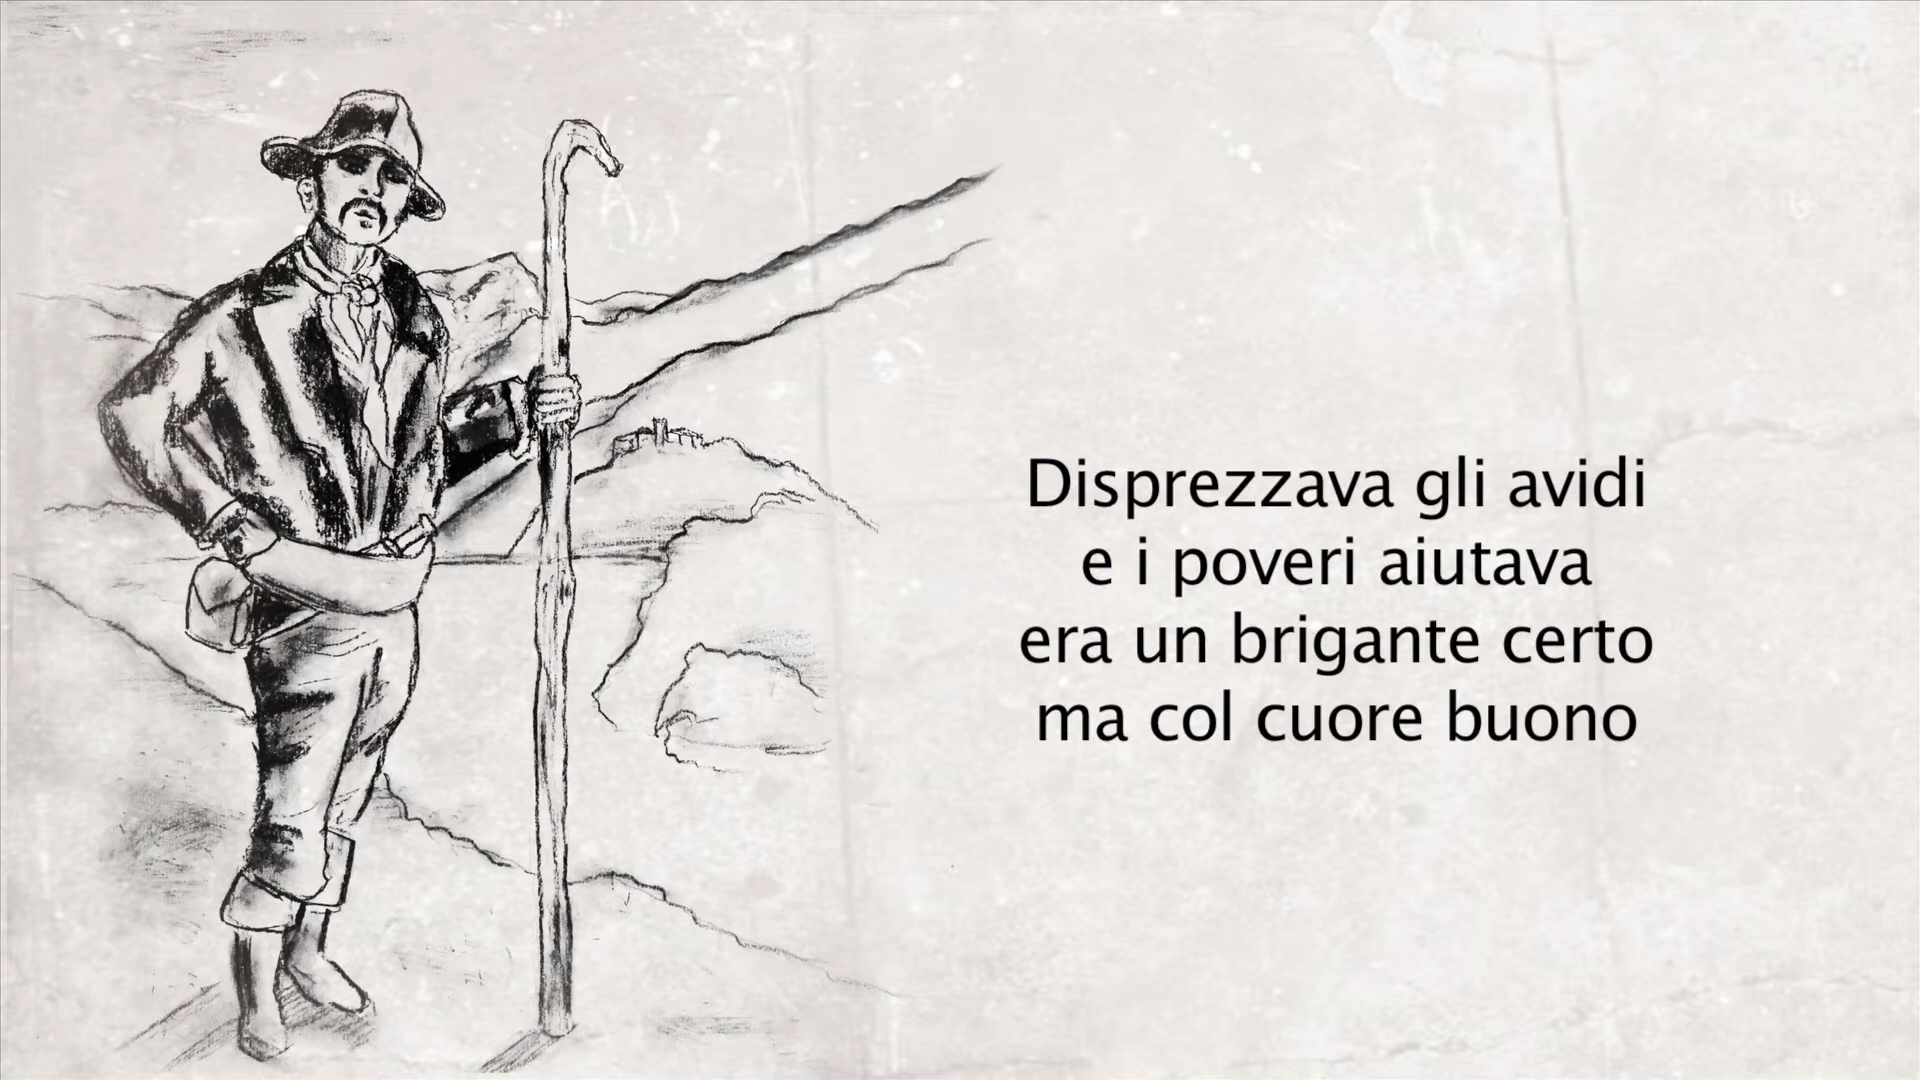 Disprezzava gli avidi
e i poveri aiutava
era un brigante certo
ma col cuore buono